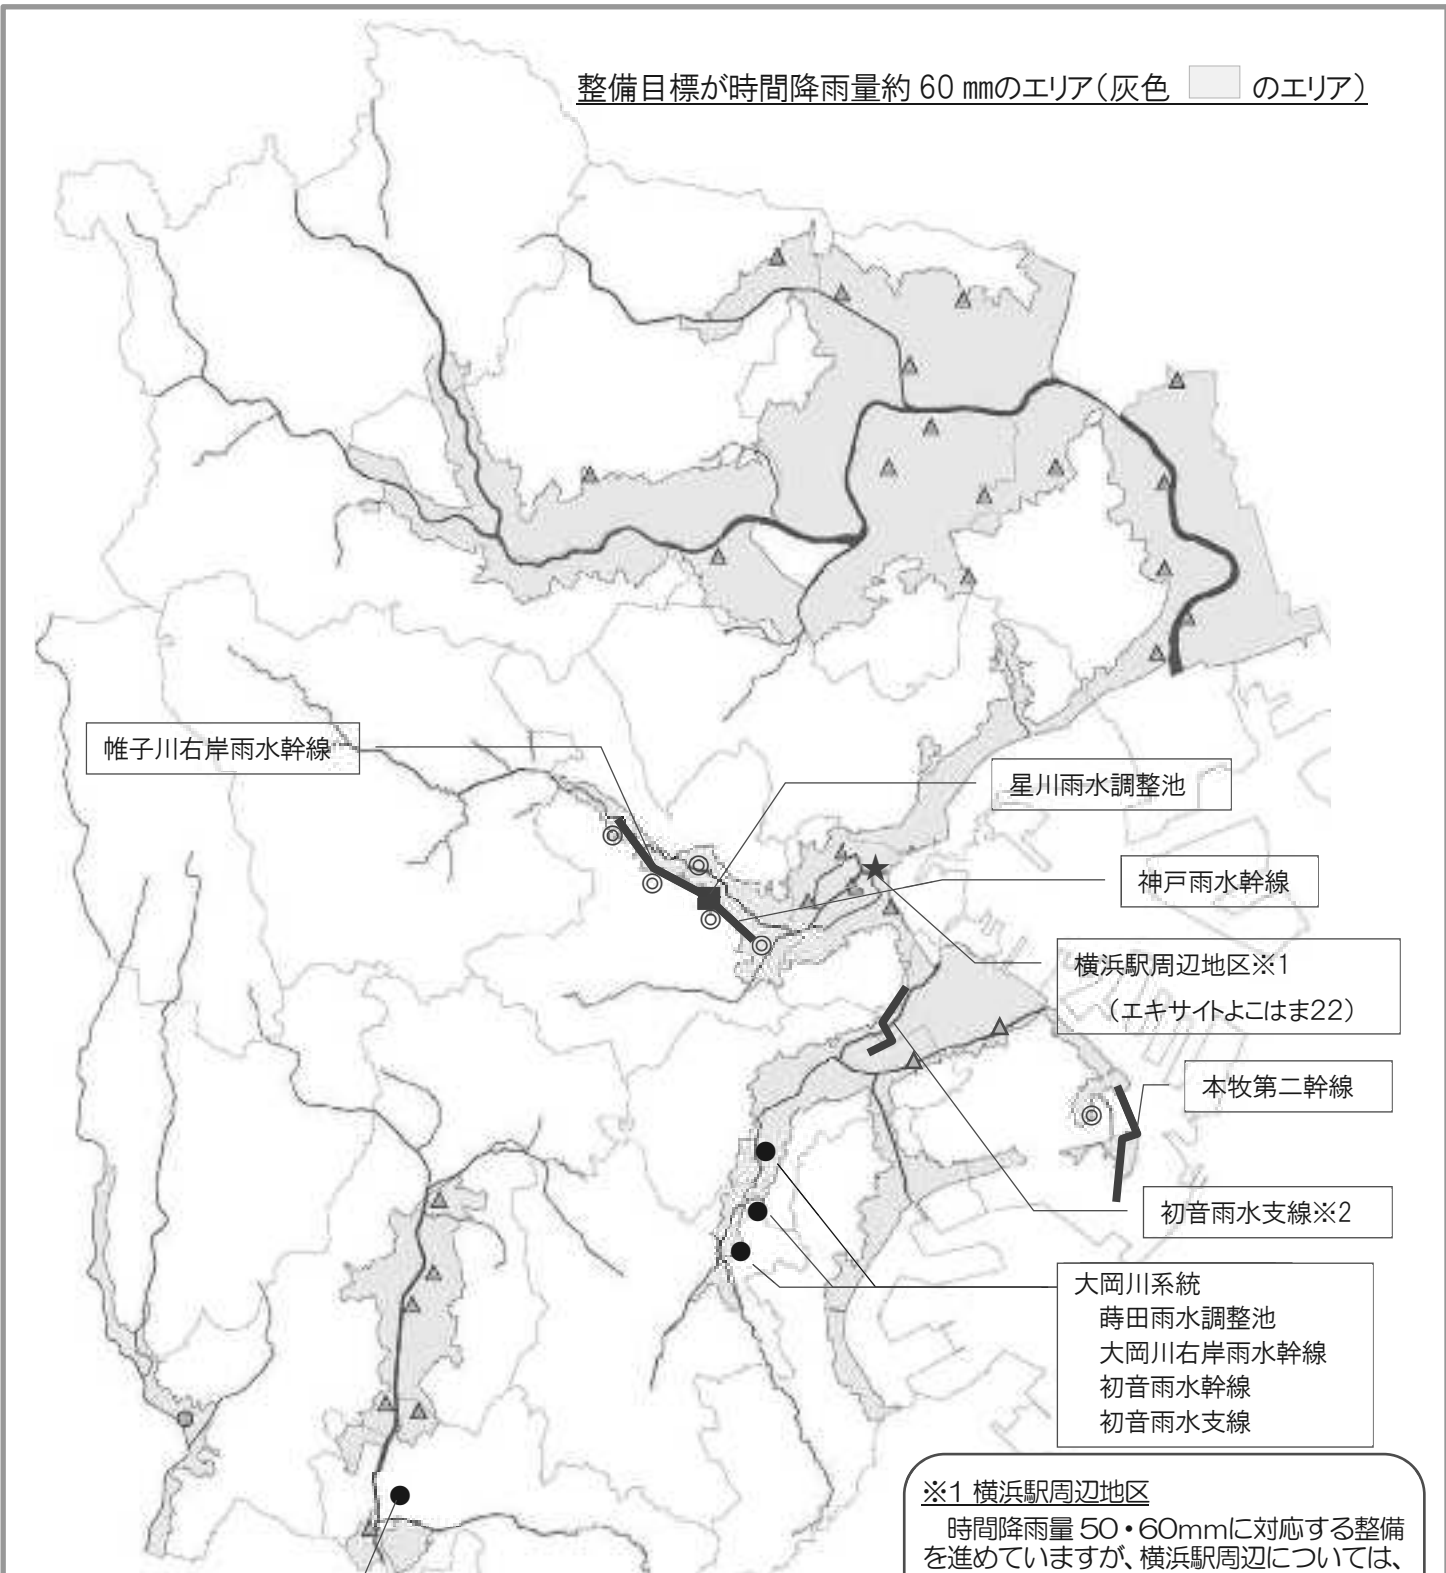 整備目標が時間降雨量約 60 ㎜のエリア（灰色　　のエリア）
帷子川右岸雨水幹線
星川雨水調整池
神戸雨水幹線
横浜駅周辺地区※1
（エキサイトよこはま22）
本牧第二幹線
初音雨水支線※2
大岡川系統
蒔田雨水調整池
大岡川右岸雨水幹線
初音雨水幹線
初音雨水支線
※1 横浜駅周辺地区
時間降雨量 50・60mmに対応する整備
を進めていますが、横浜駅周辺については、